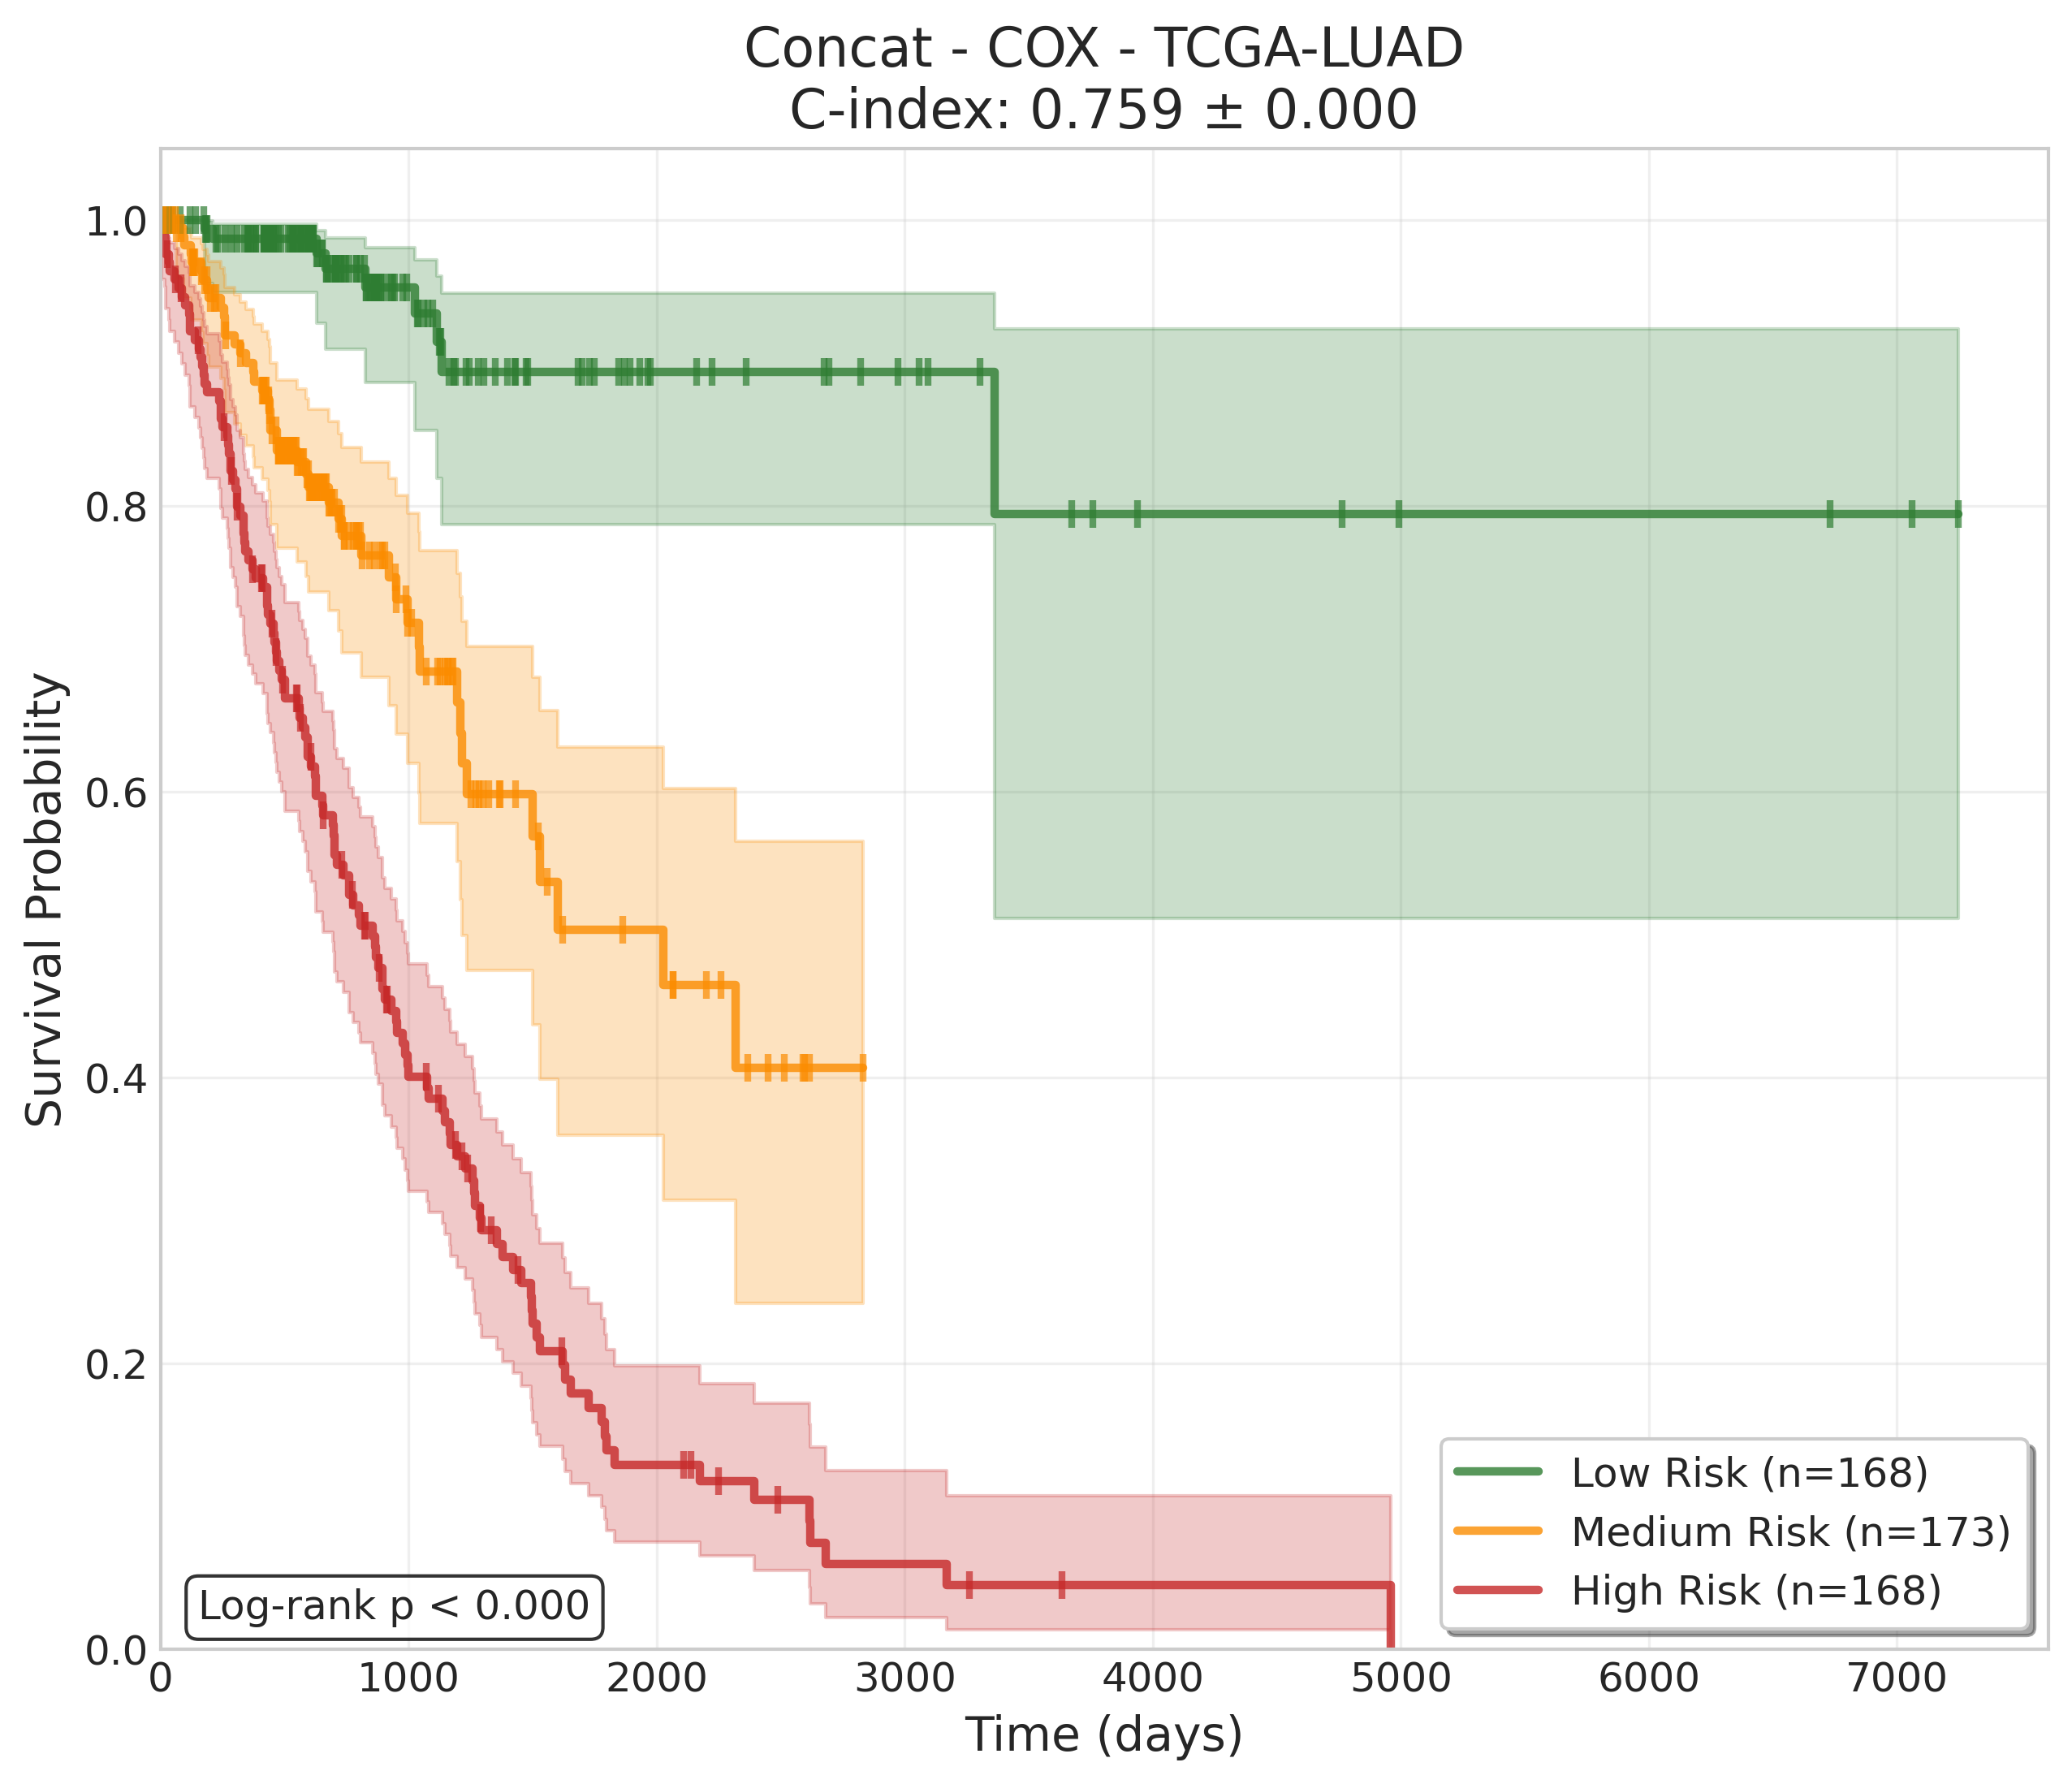 Concat - COX - TCGA-LUAD
C-index: 0.759 ± 0.000
Survival Probability
1.0
0.8
0.6
0.4
0.2
0.0
Log-rank p < 0.000
Low Risk (n=168)
Medium Risk (n=173)
High Risk (n=168)
0 1000 2000 3000 4000 5000 6000 7000
Time (days)